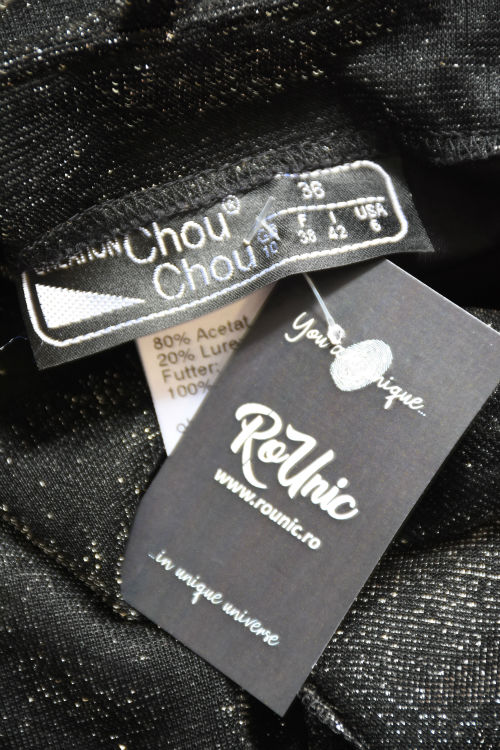 36
Chou®
F I USA
38 42 6
Chou
80% Acetat
20% Lure
Futter:
100%
RoUnic
www.rounic.ro
...in unique universe